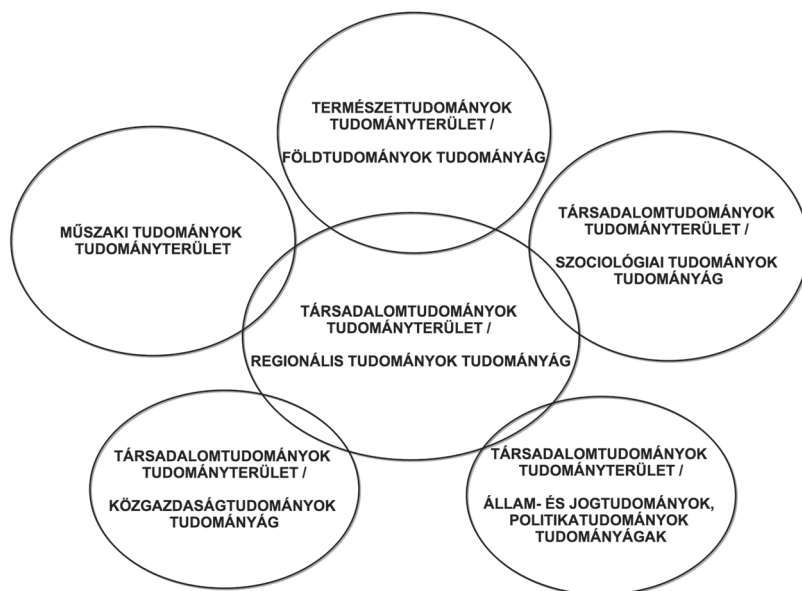 TERMÉSZETTUDOMÁNYOK
TUDOMÁNYTERÜLET /
FÖLDTUDOMÁNYOK TUDOMÁNYÁG
MŰSZAKI TUDOMÁNYOK
TUDOMÁNYTERÜLET
TÁRSADALOMTUDOMÁNYOK
TUDOMÁNYTERÜLET /
SZOCIOLÓGIAI TUDOMÁNYOK
TUDOMÁNYÁG
TÁRSADALOMTUDOMÁNYOK
TUDOMÁNYTERÜLET /
REGIONÁLIS TUDOMÁNYOK TUDOMÁNYÁG
TÁRSADALOMTUDOMÁNYOK
TUDOMÁNYTERÜLET /
KÖZGAZDASÁGTUDOMÁNYOK
TUDOMÁNYÁG
TÁRSADALOMTUDOMÁNYOK
TUDOMÁNYTERÜLET /
ÁLLAM- ÉS JOGTUDOMÁNYOK,
POLITIKATUDOMÁNYOK
TUDOMÁNYÁGAK